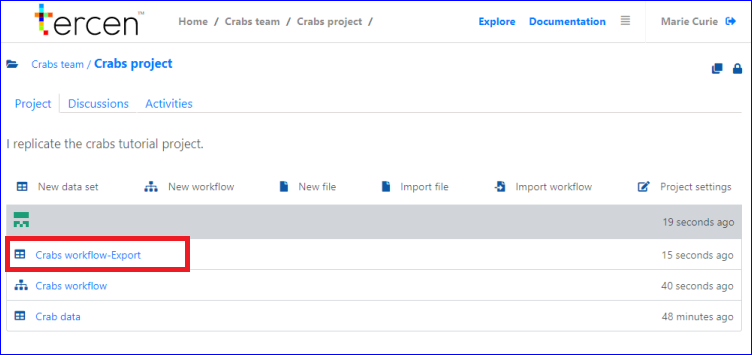 tercen™ Home / Crabs team / Crabs project / Explore Documentation Marie Curie
Crabs team / Crabs project
Project Discussions Activities
I replicate the crabs tutorial project.
New data set New workflow New file Import file Import workflow Project settings
19 seconds ago
Crabs workflow-Export 15 seconds ago
Crabs workflow 40 seconds ago
Crab data 48 minutes ago